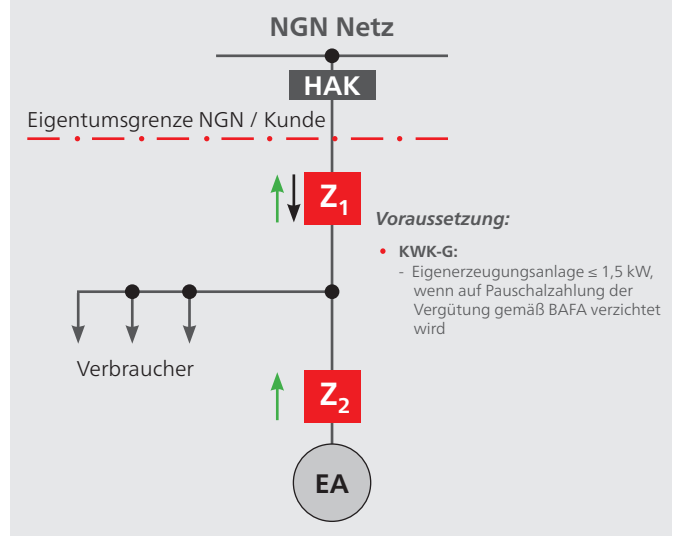 NGN Netz
HAK
Eigentumsgrenze NGN / Kunde
Z1
Voraussetzung:
• KWK-G:
- Eigenerzeugungsanlage ≤ 1,5 kW,
wenn auf Pauschalzahlung der
Vergütung gemäß BAFA verzichtet
wird
Verbraucher
Z2
EA